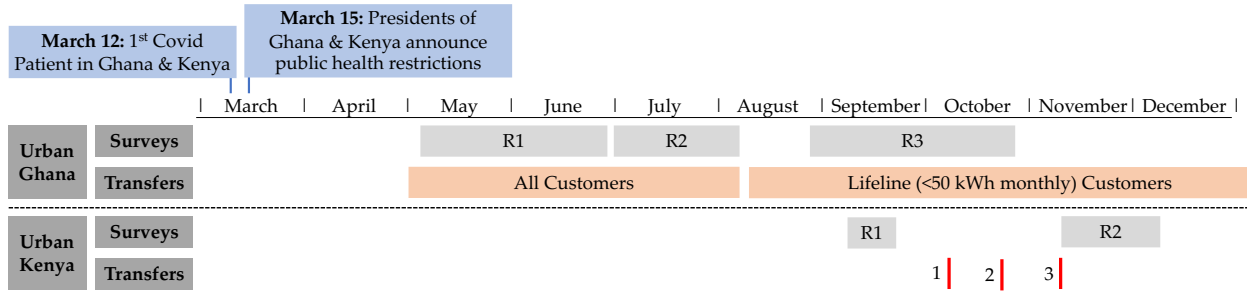 March 12: 1st Covid
Patient in Ghana & Kenya
March 15: Presidents of
Ghana & Kenya announce
public health restrictions
| March | April | May | June | July | August | September | October | November | December |
Urban
Ghana
Surveys
R1
R2
R3
Transfers
All Customers
Lifeline (<50 kWh monthly) Customers
Urban
Kenya
Surveys
R1
R2
Transfers
1
2
3